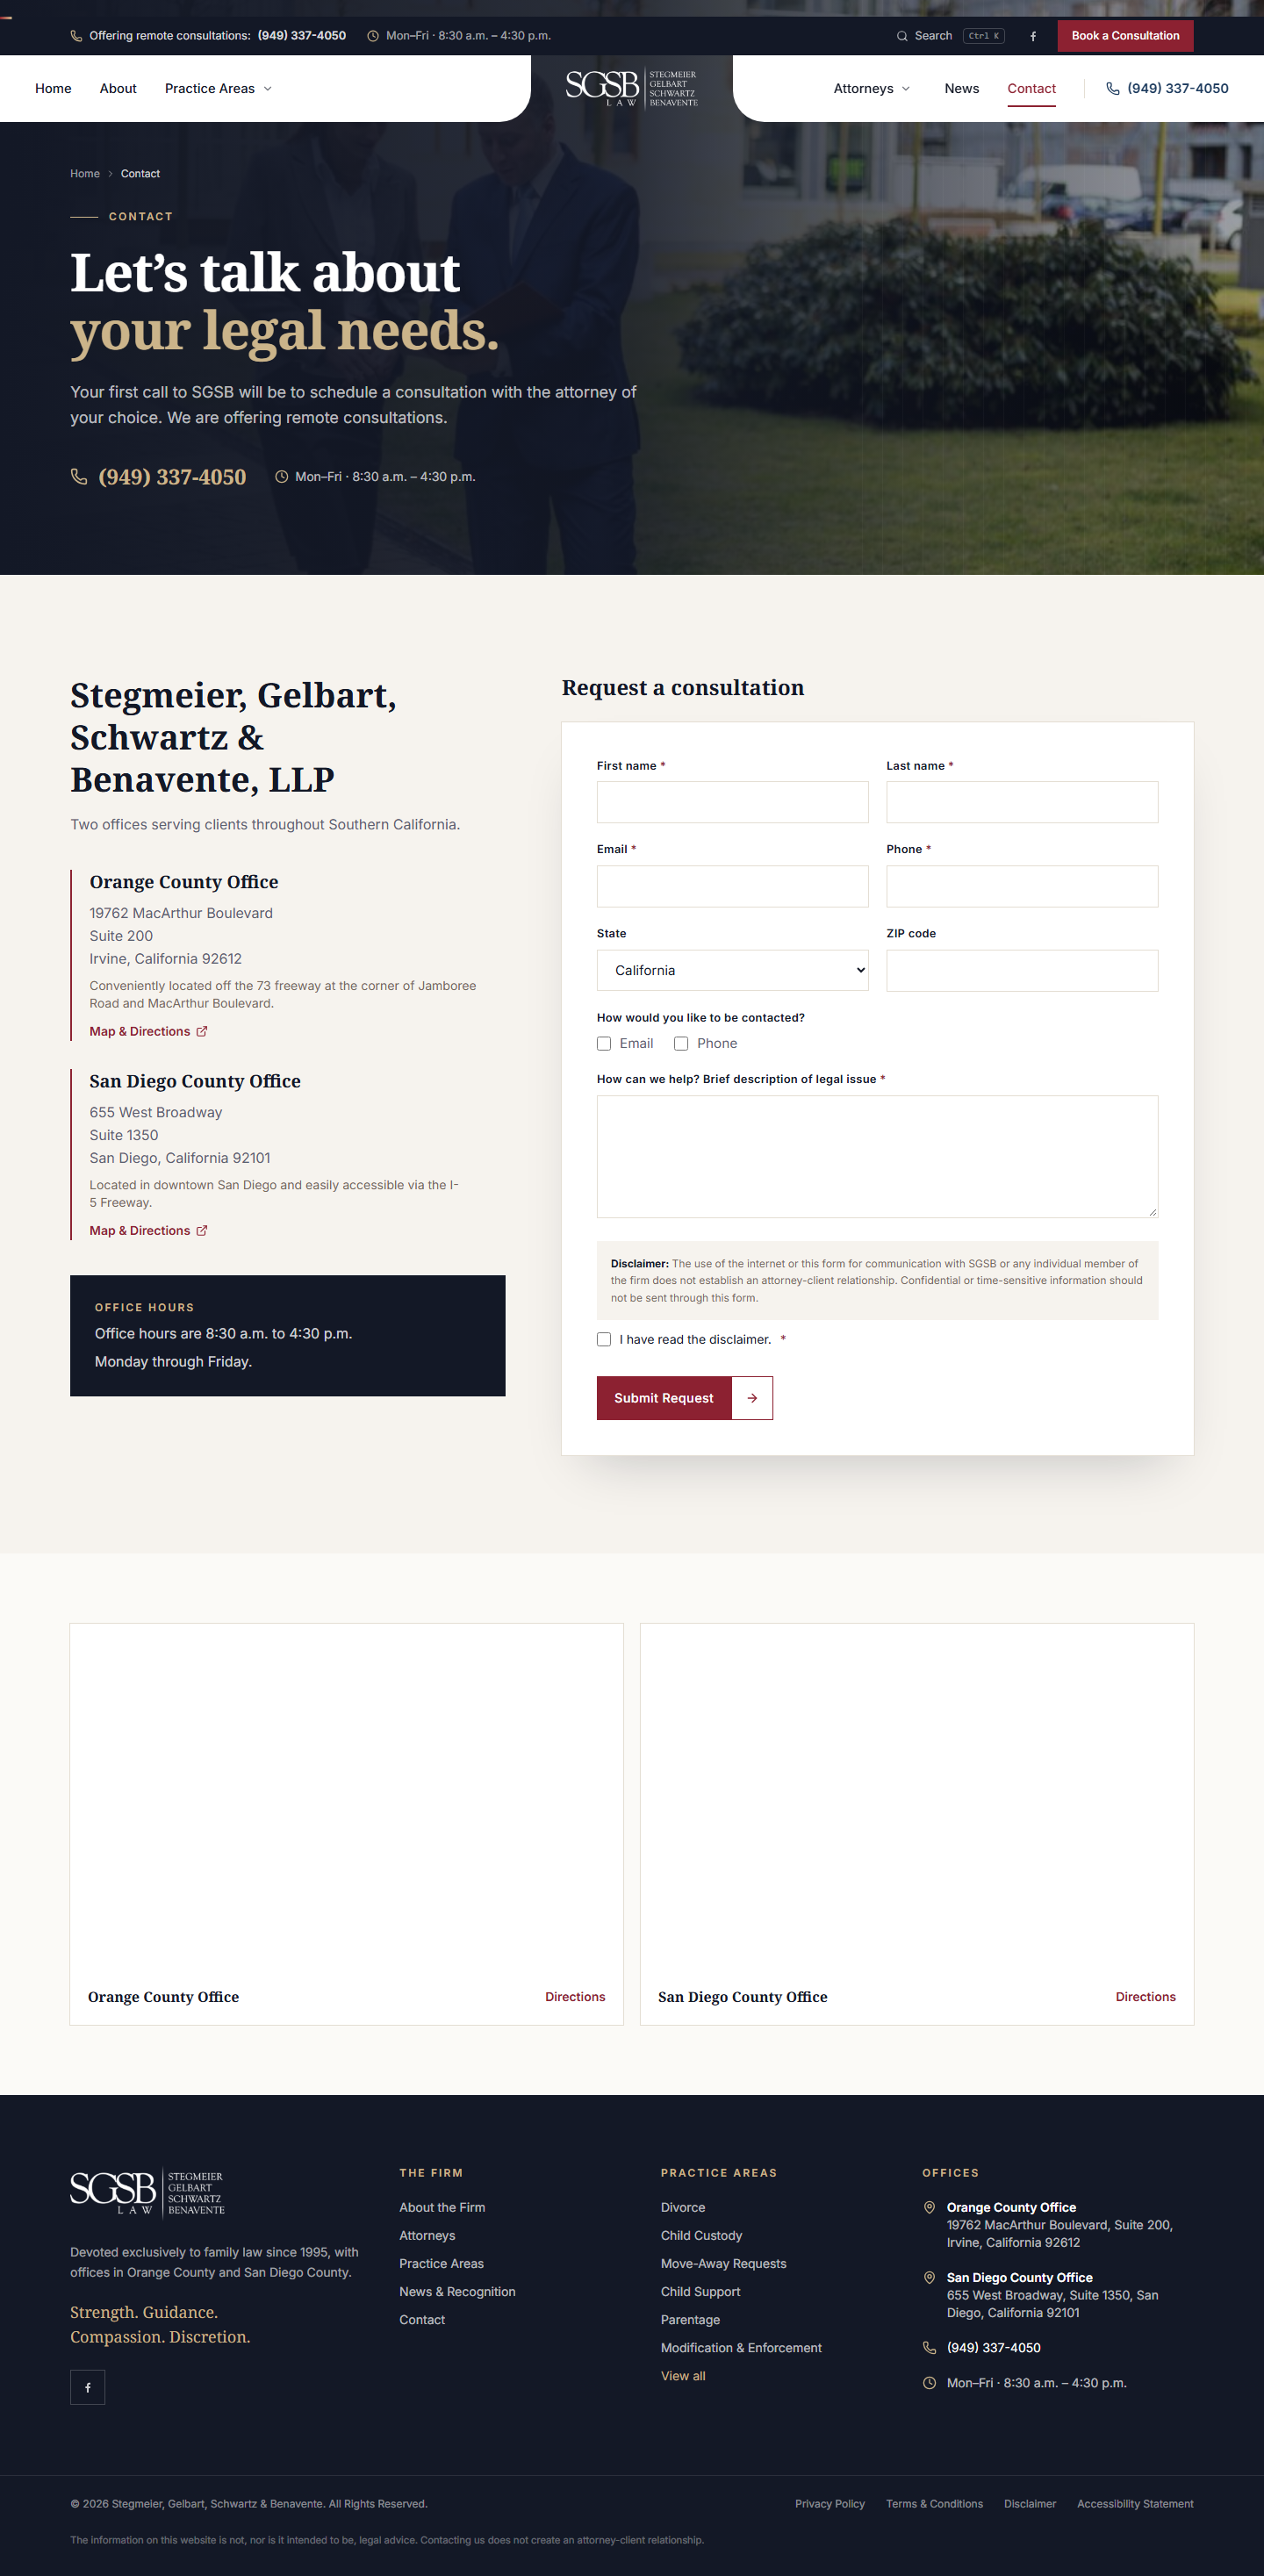 Offering remote consultations: (949) 337-4050
Mon–Fri · 8:30 a.m. – 4:30 p.m.
Search Ctrl K
Book a Consultation
Home
About
Practice Areas
SGSB LAW
STEGMEIER
GELBART
SCHWARTZ
BENAVENTE
Attorneys
News
Contact
(949) 337-4050
Home > Contact
CONTACT
Let’s talk about
your legal needs.
Your first call to SGSB will be to schedule a consultation with the attorney of
your choice. We are offering remote consultations.
(949) 337-4050
Mon–Fri · 8:30 a.m. – 4:30 p.m.
Stegmeier, Gelbart,
Schwartz &
Benavente, LLP
Two offices serving clients throughout Southern California.
Orange County Office
19762 MacArthur Boulevard
Suite 200
Irvine, California 92612
Conveniently located off the 73 freeway at the corner of Jamboree
Road and MacArthur Boulevard.
Map & Directions
San Diego County Office
655 West Broadway
Suite 1350
San Diego, California 92101
Located in downtown San Diego and easily accessible via the I-
5 Freeway.
Map & Directions
OFFICE HOURS
Office hours are 8:30 a.m. to 4:30 p.m.
Monday through Friday.
Request a consultation
First name *
Last name *
Email *
Phone *
State
ZIP code
California
How would you like to be contacted?
Email
Phone
How can we help? Brief description of legal issue *
Disclaimer: The use of the internet or this form for communication with SGSB or any individual member of
the firm does not establish an attorney-client relationship. Confidential or time-sensitive information should
not be sent through this form.
I have read the disclaimer. *
Submit Request
Orange County Office
Directions
San Diego County Office
Directions
SGSB LAW
STEGMEIER
GELBART
SCHWARTZ
BENAVENTE
Devoted exclusively to family law since 1995, with
offices in Orange County and San Diego County.
Strength. Guidance.
Compassion. Discretion.
THE FIRM
About the Firm
Attorneys
Practice Areas
News & Recognition
Contact
PRACTICE AREAS
Divorce
Child Custody
Move-Away Requests
Child Support
Parentage
Modification & Enforcement
View all
OFFICES
Orange County Office
19762 MacArthur Boulevard, Suite 200,
Irvine, California 92612
San Diego County Office
655 West Broadway, Suite 1350, San
Diego, California 92101
(949) 337-4050
Mon–Fri · 8:30 a.m. – 4:30 p.m.
© 2026 Stegmeier, Gelbart, Schwartz & Benavente. All Rights Reserved.
Privacy Policy
Terms & Conditions
Disclaimer
Accessibility Statement
The information on this website is not, nor is it intended to be, legal advice. Contacting us does not create an attorney-client relationship.